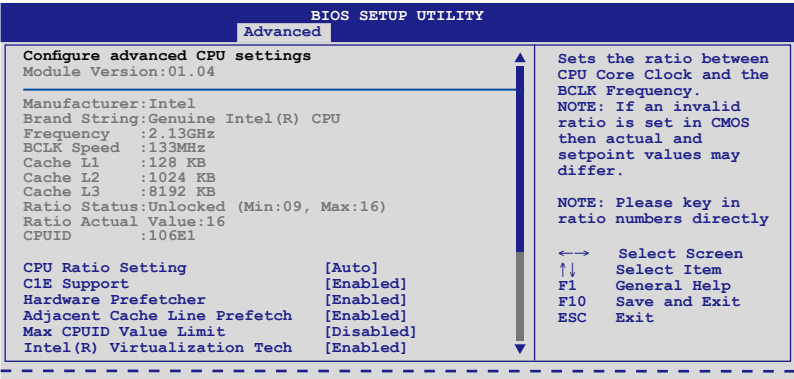 BIOS SETUP UTILITY
Advanced
Configure advanced CPU settings
Module Version:01.04
Manufacturer:Intel
Brand String:Genuine Intel(R) CPU
Frequency :2.13GHz
BCLK Speed :133MHz
Cache L1 :128 KB
Cache L2 :1024 KB
Cache L3 :8192 KB
Ratio Status:Unlocked (Min:09, Max:16)
Ratio Actual Value:16
CPUID :106E1
CPU Ratio Setting [Auto]
C1E Support [Enabled]
Hardware Prefetcher [Enabled]
Adjacent Cache Line Prefetch [Enabled]
Max CPUID Value Limit [Disabled]
Intel(R) Virtualization Tech [Enabled]
Sets the ratio between
CPU Core Clock and the
BCLK Frequency.
NOTE: If an invalid
ratio is set in CMOS
then actual and
setpoint values may
differ.
NOTE: Please key in
ratio numbers directly
←→ Select Screen
↑↓ Select Item
F1 General Help
F10 Save and Exit
ESC Exit